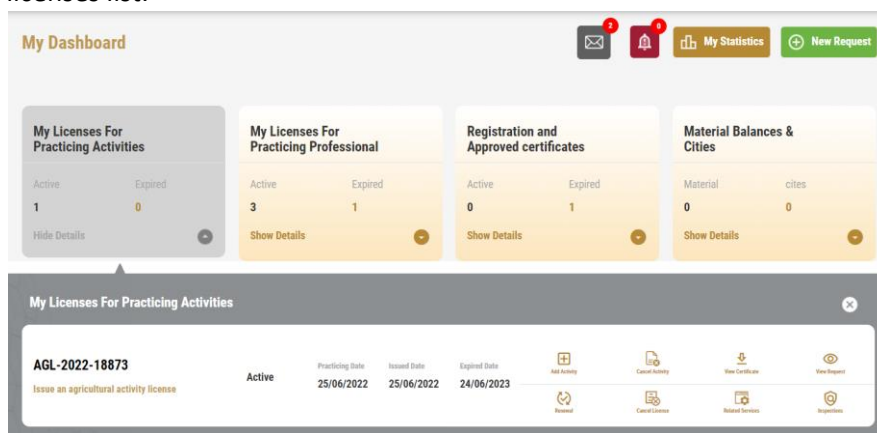 licenses list.
My Dashboard
2
0
My Statistics
New Request
My Licenses For
Practicing Activities
Active Expired
1 0
Hide Details
My Licenses For
Practicing Professional
Active Expired
3 1
Show Details
Registration and
Approved certificates
Active Expired
0 1
Show Details
Material Balances &
Cities
Material cites
0 0
Show Details
My Licenses For Practicing Activities
AGL-2022-18873
Issue an agricultural activity license
Active
Practicing Date
25/06/2022
Issued Date
25/06/2022
Expired Date
24/06/2023
Add Activity
Cancel Activity
View Certificate
View Request
Renewal
Cancel License
Related Services
Inspections